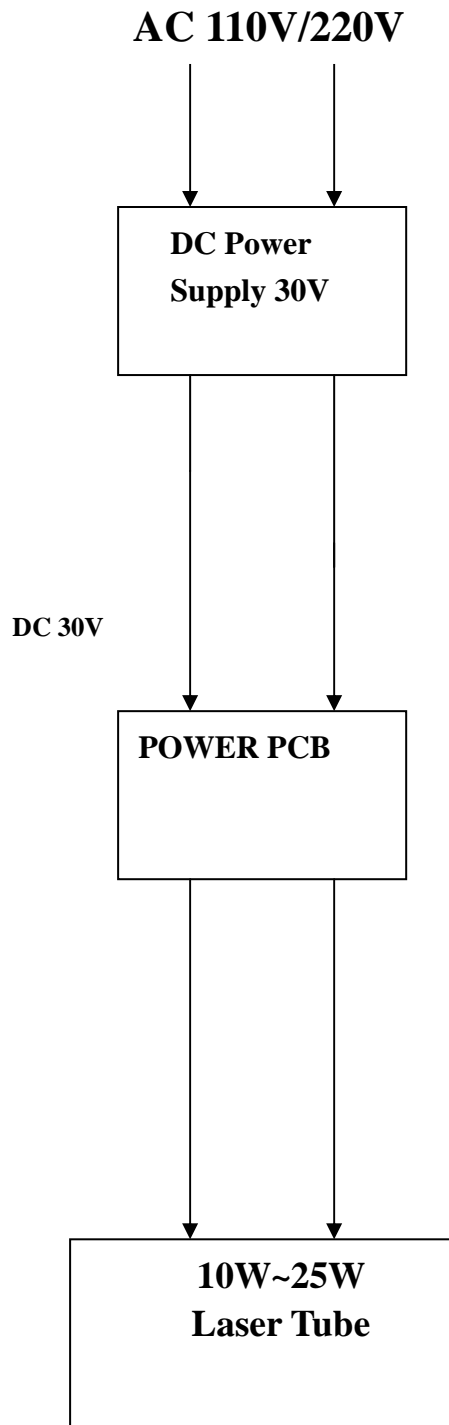 AC 110V/220V
DC Power
Supply 30V
DC 30V
POWER PCB
10W~25W
Laser Tube